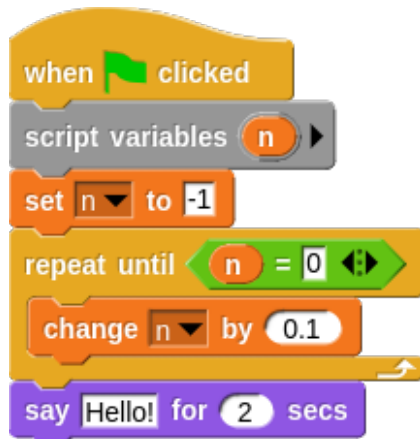 when clicked
script variables n
set n to -1
repeat until n = 0
change n by 0.1
say Hello! for 2 secs